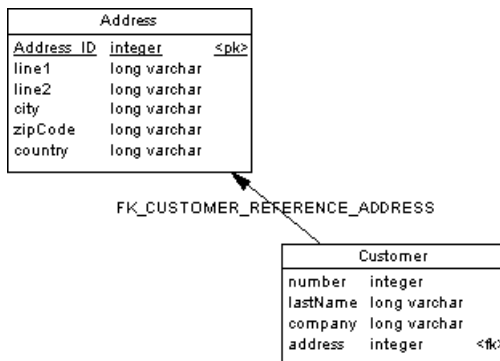 Address
Address_ID integer <pk>
line1 long varchar
line2 long varchar
city long varchar
zipCode long varchar
country long varchar
FK_CUSTOMER_REFERENCE_ADDRESS
Customer
number integer
lastName long varchar
company long varchar
address integer <fk>